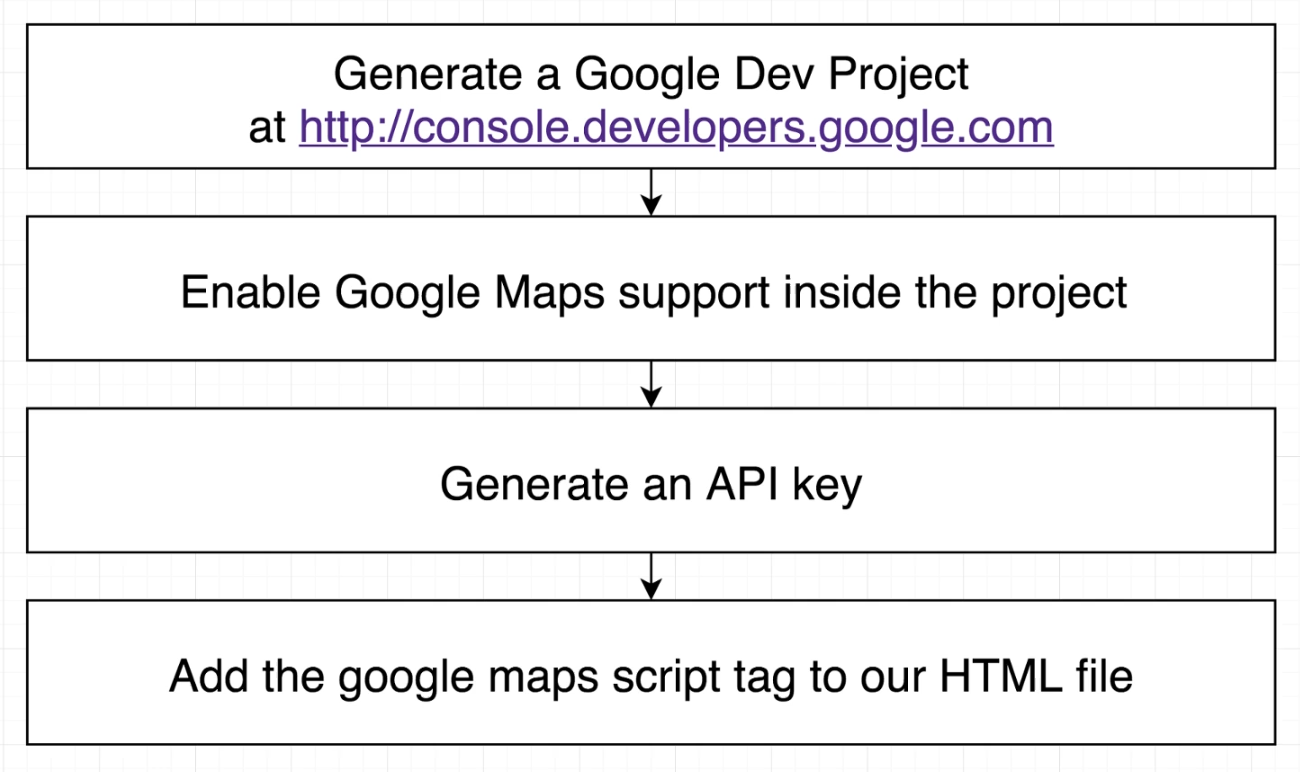 Generate a Google Dev Project
at http://console.developers.google.com
Enable Google Maps support inside the project
Generate an API key
Add the google maps script tag to our HTML file